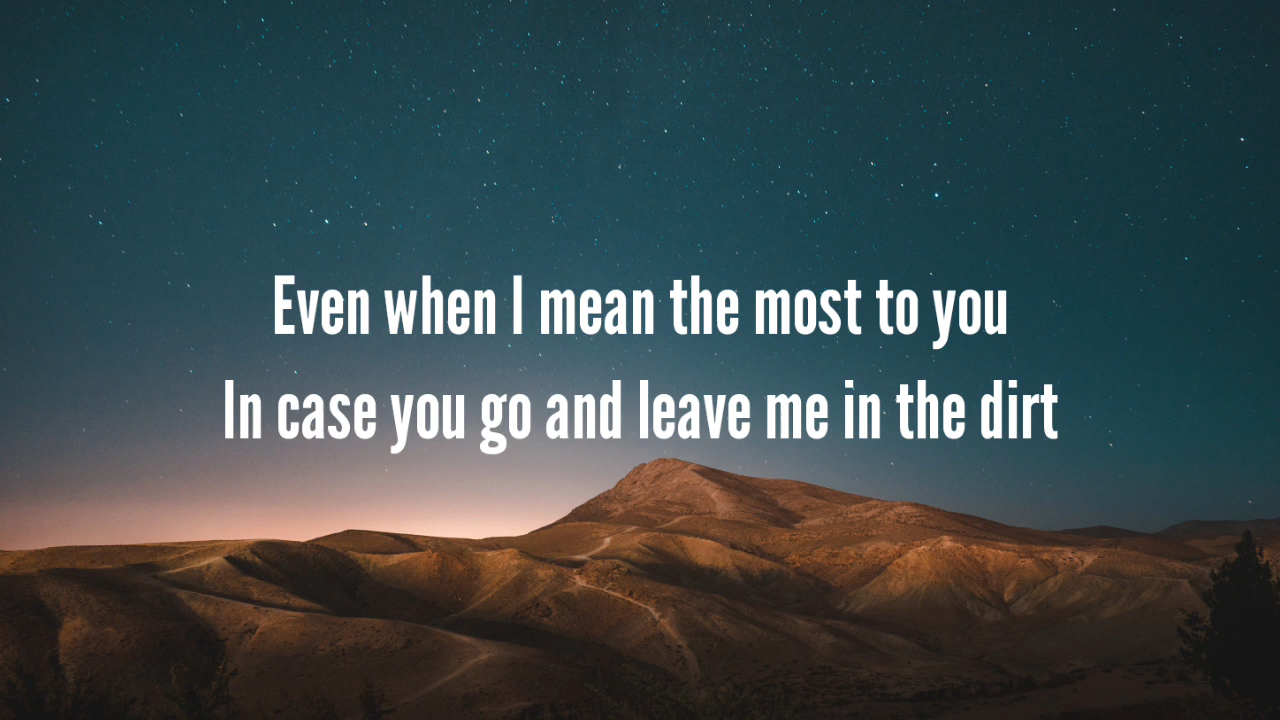 Even when I mean the most to you
In case you go and leave me in the dirt